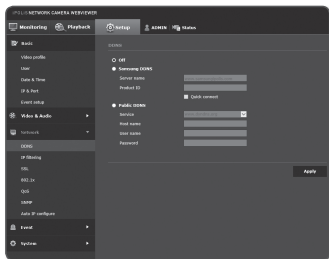 iPOLiS NETWORK CAMERA WEBVIEWER
Monitoring
Playback
Setup
ADMIN
Status
Basic
Video profile
User
Date & Time
IP & Port
Event setup
Video & Audio
Network
DDNS
IP filtering
SSL
802.1x
QoS
SNMP
Auto IP configure
Event
System
DDNS
Off
Samsung DDNS
Server name
Product ID
Quick connect
Public DDNS
Service
Host name
User name
Password
Apply